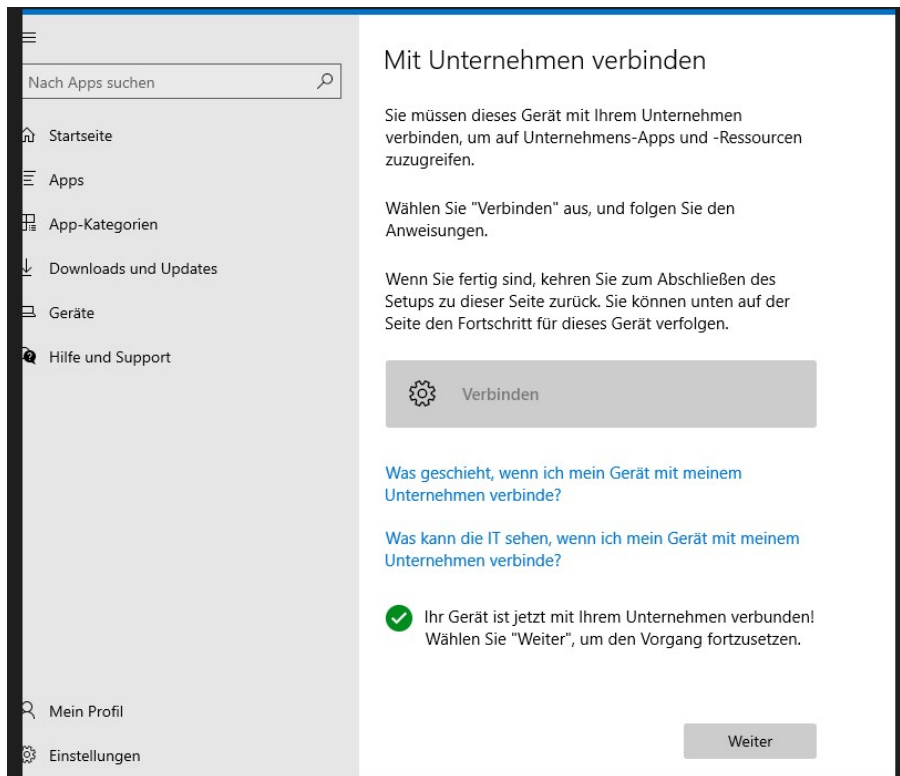 Nach Apps suchen
Startseite
Apps
App-Kategorien
Downloads und Updates
Geräte
Hilfe und Support
Mein Profil
Einstellungen
Mit Unternehmen verbinden
Sie müssen dieses Gerät mit Ihrem Unternehmen
verbinden, um auf Unternehmens-Apps und -Ressourcen
zuzugreifen.
Wählen Sie "Verbinden" aus, und folgen Sie den
Anweisungen.
Wenn Sie fertig sind, kehren Sie zum Abschließen des
Setups zu dieser Seite zurück. Sie können unten auf der
Seite den Fortschritt für dieses Gerät verfolgen.
Verbinden
Was geschieht, wenn ich mein Gerät mit meinem
Unternehmen verbinde?
Was kann die IT sehen, wenn ich mein Gerät mit meinem
Unternehmen verbinde?
Ihr Gerät ist jetzt mit Ihrem Unternehmen verbunden!
Wählen Sie "Weiter", um den Vorgang fortzusetzen.
Weiter